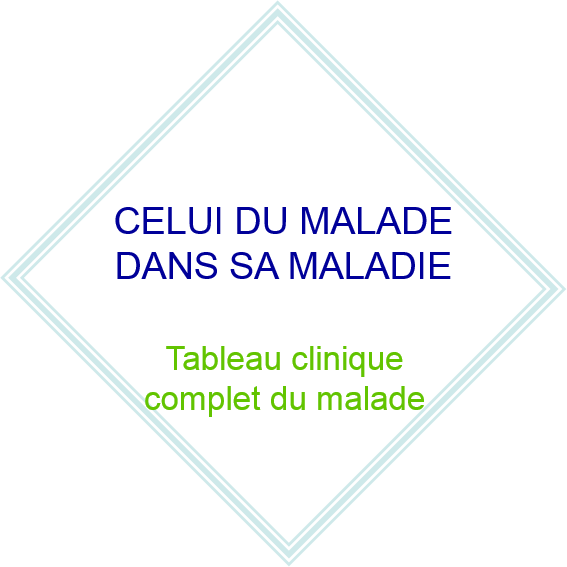 CELUI DU MALADE
DANS SA MALADIE
Tableau clinique
complet du malade